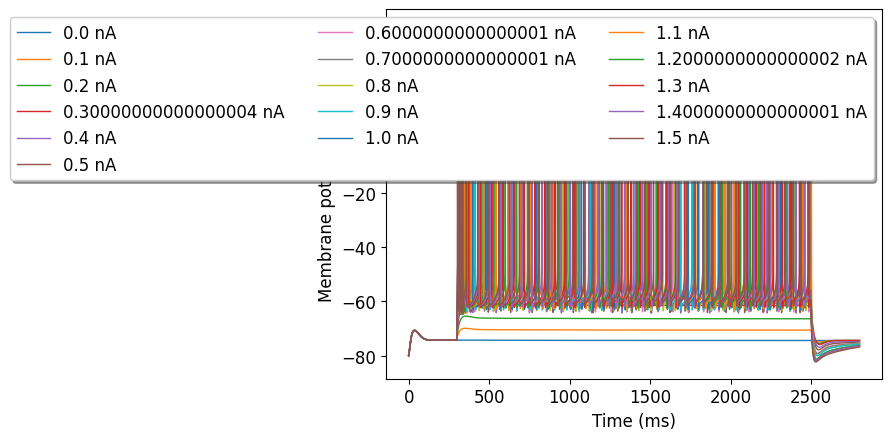 0.0 nA
0.1 nA
0.2 nA
0.30000000000000004 nA
0.4 nA
0.5 nA
0.6000000000000001 nA
0.7000000000000001 nA
0.8 nA
0.9 nA
1.0 nA
1.1 nA
1.2000000000000002 nA
1.3 nA
1.4000000000000001 nA
1.5 nA
Membrane
−20
−40
−60
−80
0 500 1000 1500 2000 2500
Time (ms)